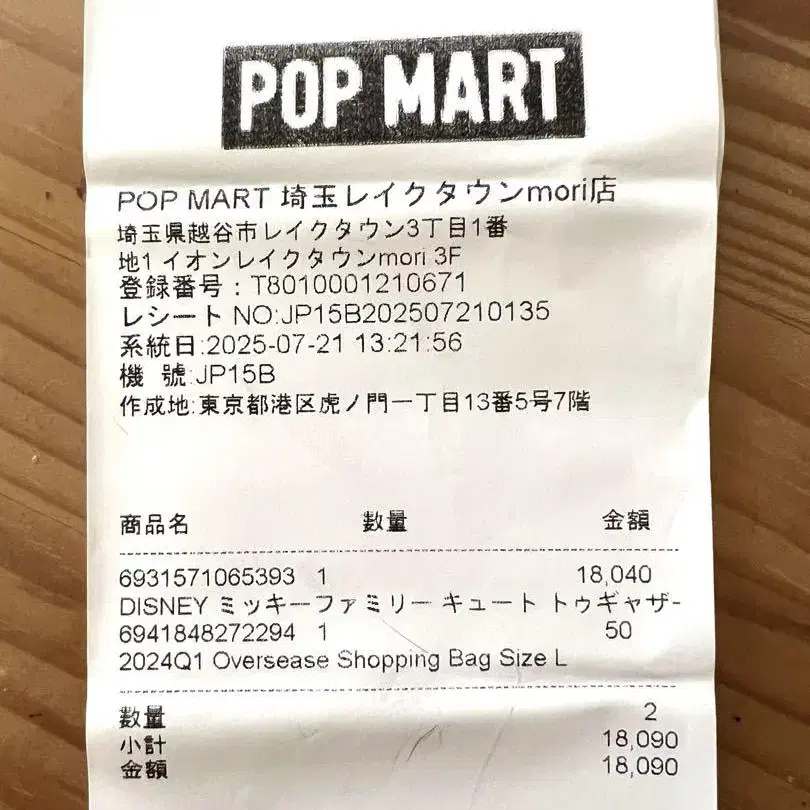 POP MART
POP MART 埼玉レイクタウンmori店
埼玉県越谷市レイクタウン3丁目1番
地1 イオンレイクタウンmori 3F
登録番号：T8010001210671
レシート NO:JP15B202507210135
系統日:2025-07-21 13:21:56
機 號:JP15B
作成地:東京都港区虎ノ門一丁目13番5号7階
商品名 数量 金額
6931571065393 1 18,040
DISNEY ミッキーファミリー キュート トゥギャザｰ
6941848272294 1 50
2024Q1 Oversease Shopping Bag Size L
数量 2
小計 18,090
金額 18,090